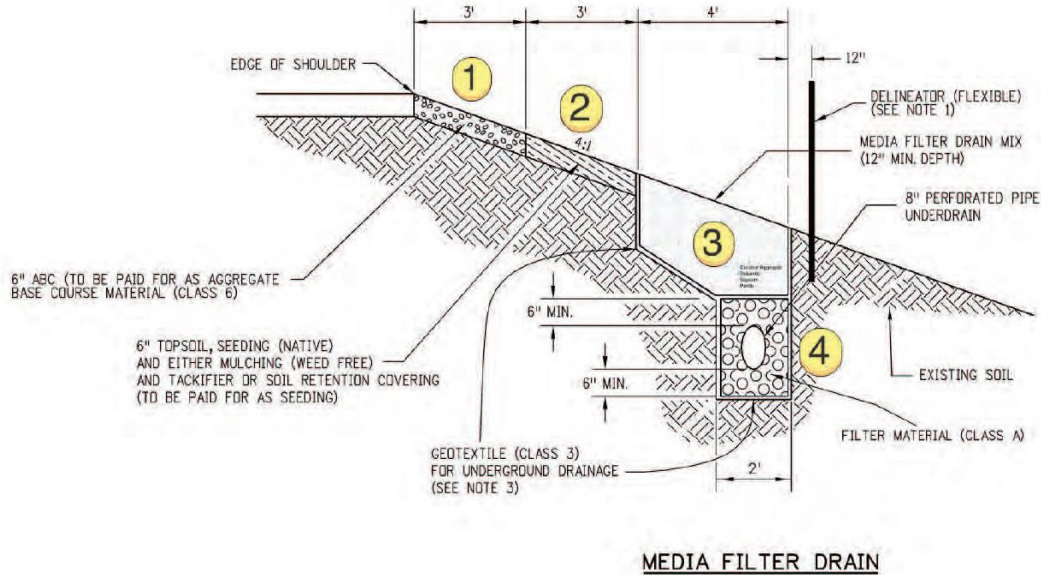 3'
3'
4'
12"
EDGE OF SHOULDER
1
2
4:1
DELINEATOR (FLEXIBLE)
(SEE NOTE 1)
MEDIA FILTER DRAIN MIX
(12" MIN. DEPTH)
8" PERFORATED PIPE
UNDERDRAIN
3
6" ABC (TO BE PAID FOR AS AGGREGATE
BASE COURSE MATERIAL (CLASS 6)
6" MIN.
6" TOPSOIL, SEEDING (NATIVE)
AND EITHER MULCHING (WEED FREE)
AND TACKIFIER OR SOIL RETENTION COVERING
(TO BE PAID FOR AS SEEDING)
4
6" MIN.
EXISTING SOIL
FILTER MATERIAL (CLASS A)
GEOTEXTILE (CLASS 3)
FOR UNDERGROUND DRAINAGE
(SEE NOTE 3)
2'
MEDIA FILTER DRAIN